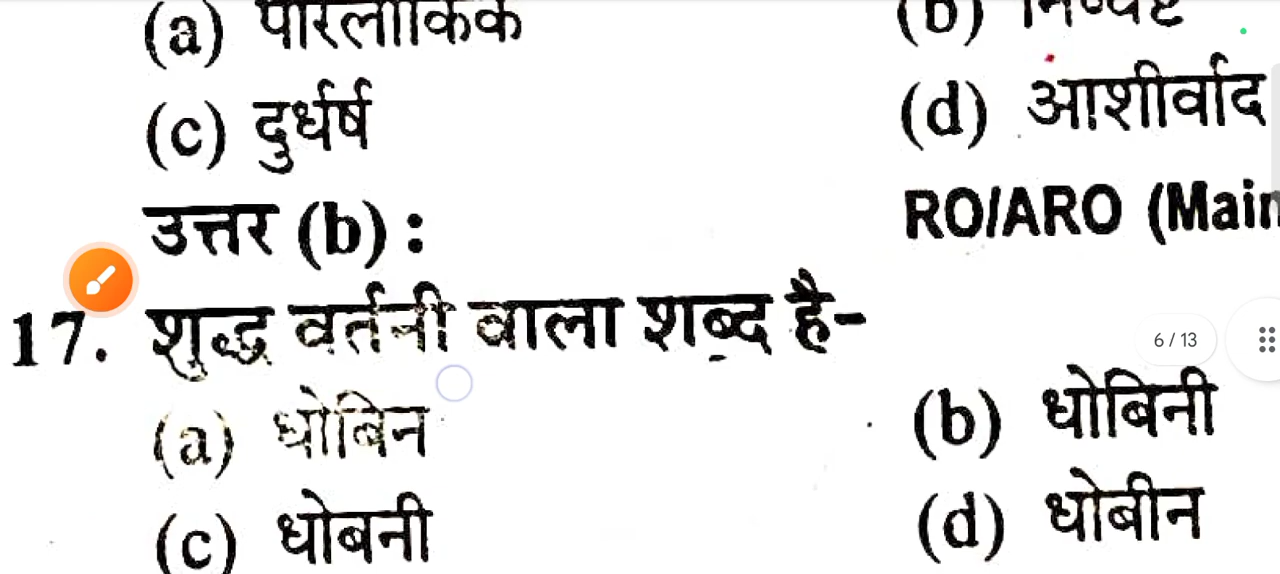 (a) पारलौकिक (b)
(c) दुर्धर्ष (d) आशीर्वाद
उत्तर (b) : RO/ARO (Main
17. शुद्ध वर्तनी वाला शब्द है-
6 / 13
(a) धोबिन (b) धोबिनी
(c) धोबनी (d) धोबीन